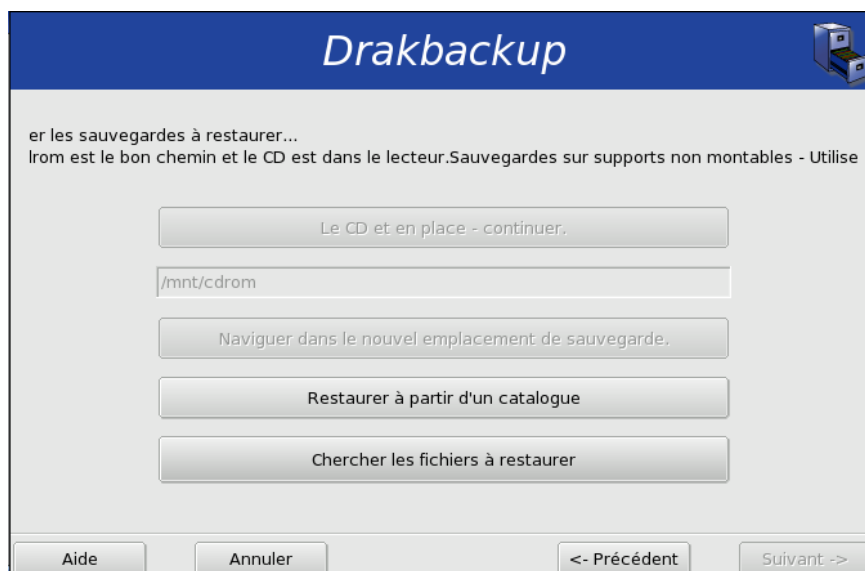 Drakbackup
er les sauvegardes à restaurer...
lrom est le bon chemin et le CD est dans le lecteur.Sauvegardes sur supports non montables - Utilise
Le CD et en place - continuer.
/mnt/cdrom
Naviguer dans le nouvel emplacement de sauvegarde.
Restaurer à partir d'un catalogue
Chercher les fichiers à restaurer
Aide
Annuler
<- Précédent
Suivant ->